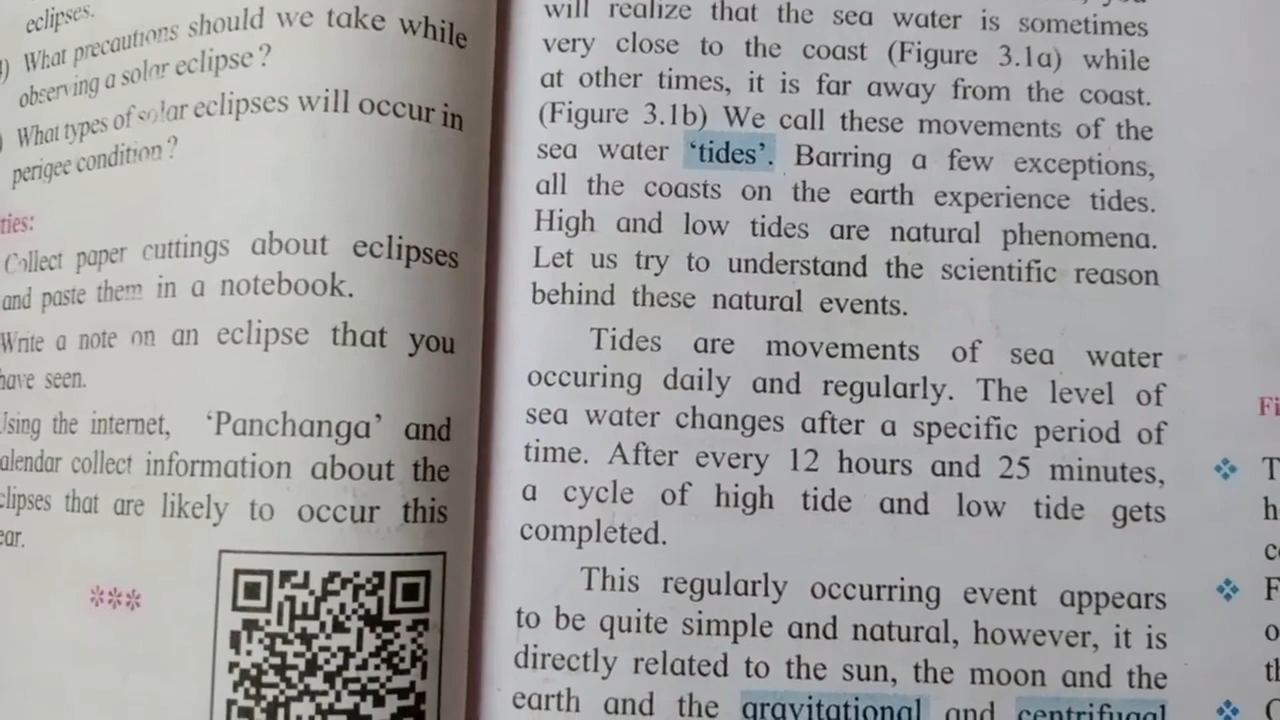 eclipses.
What precautions should we take while
observing a solar eclipse ?
What types of solar eclipses will occur in
perigee condition ?
ties:
Collect paper cuttings about eclipses
and paste them in a notebook.
Write a note on an eclipse that you
have seen.
Using the internet, ‘Panchanga’ and
alendar collect information about the
clipses that are likely to occur this
ear.
***
will realize that the sea water is sometimes
very close to the coast (Figure 3.1a) while
at other times, it is far away from the coast.
(Figure 3.1b) We call these movements of the
sea water ‘tides’. Barring a few exceptions,
all the coasts on the earth experience tides.
High and low tides are natural phenomena.
Let us try to understand the scientific reason
behind these natural events.
Tides are movements of sea water
occuring daily and regularly. The level of
sea water changes after a specific period of
time. After every 12 hours and 25 minutes,
a cycle of high tide and low tide gets
completed.
This regularly occurring event appears
to be quite simple and natural, however, it is
directly related to the sun, the moon and the
earth and the gravitational and centrifugal
Fi